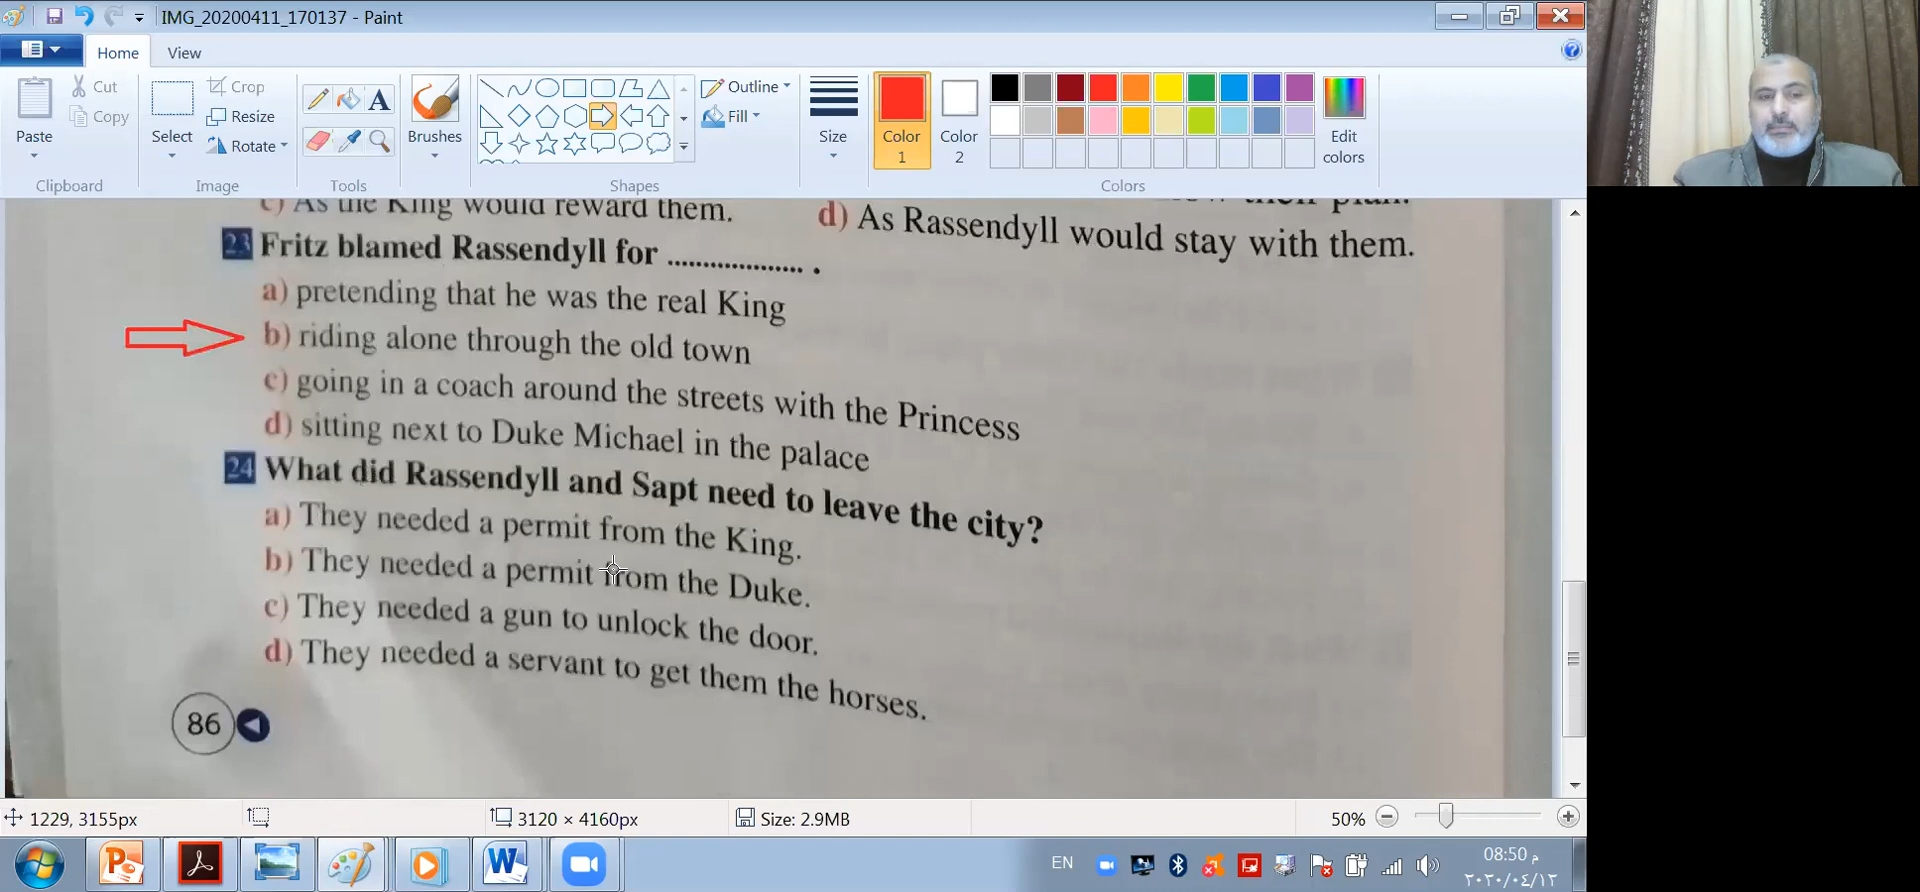 IMG_20200411_170137 - Paint
Home
View
Paste
Cut
Copy
Clipboard
Select
Crop
Resize
Rotate
Image
Tools
Brushes
Shapes
Outline
Fill
Size
Color 1
Color 2
Edit colors
Colors
c) As the King would reward them.
their plan.
d) As Rassendyll would stay with them.
23 Fritz blamed Rassendyll for ................... .
a) pretending that he was the real King
b) riding alone through the old town
c) going in a coach around the streets with the Princess
d) sitting next to Duke Michael in the palace
24 What did Rassendyll and Sapt need to leave the city?
a) They needed a permit from the King.
b) They needed a permit from the Duke.
c) They needed a gun to unlock the door.
d) They needed a servant to get them the horses.
86
1229, 3155px
3120 × 4160px
Size: 2.9MB
50%
EN
08:50 م
٢٠٢٠/٠٤/١٢